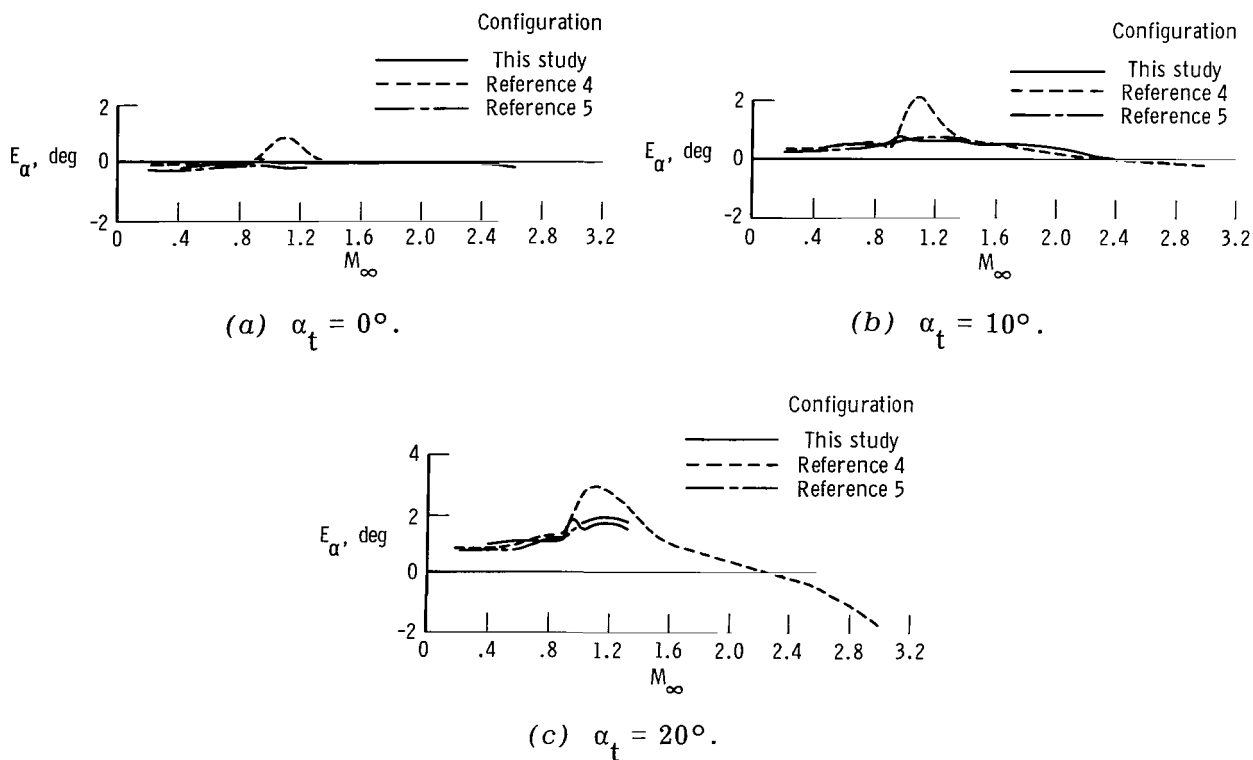 Configuration
This study
Reference 4
Reference 5
2
0
-2
E_α, deg
0 .4 .8 1.2 1.6 2.0 2.4 2.8 3.2
M_∞
(a) α_t = 0°.
Configuration
This study
Reference 4
Reference 5
2
0
-2
E_α, deg
0 .4 .8 1.2 1.6 2.0 2.4 2.8 3.2
M_∞
(b) α_t = 10°.
Configuration
This study
Reference 4
Reference 5
4
2
0
-2
E_α, deg
0 .4 .8 1.2 1.6 2.0 2.4 2.8 3.2
M_∞
(c) α_t = 20°.